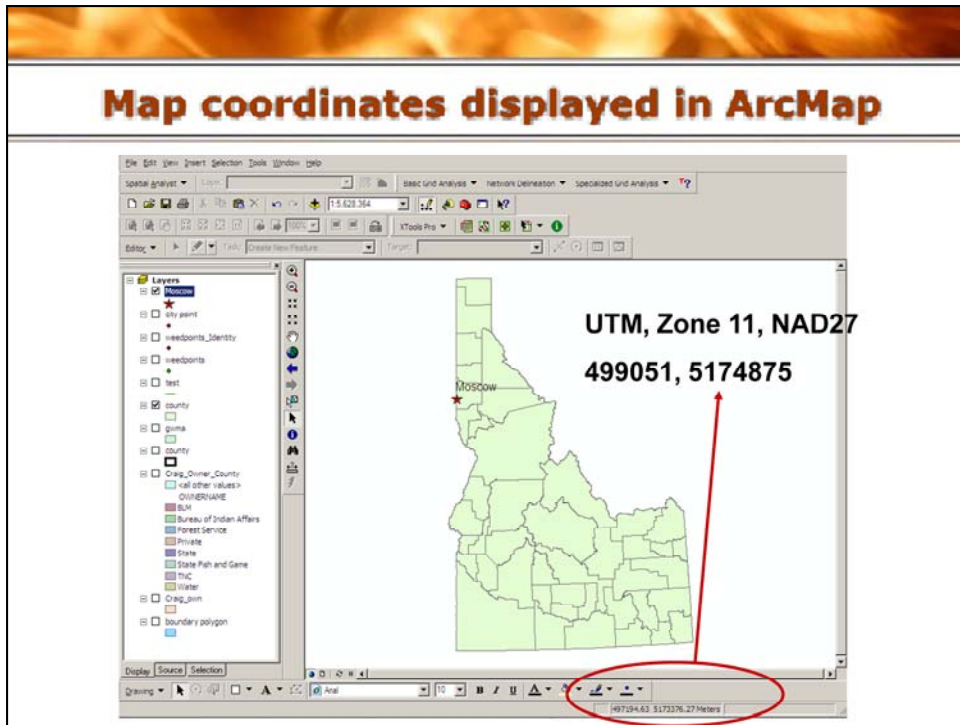 Map coordinates displayed in ArcMap
File Edit View Insert Selection Tools Window Help
Spatial Analyst Layer: Basic Grid Analysis Network Delineation Specialized Grid Analysis T?
1:5,628,364
100% XTools Pro
Editor Task: Create New Feature Target:
Layers
Moscow
city point
weedpoints_Identity
weedpoints
test
county
gwma
county
Craig_Owner_County
<all other values>
OWNERNAME
BLM
Bureau of Indian Affairs
Forest Service
Private
State
State Fish and Game
TNC
Water
Craig_own
boundary polygon
Moscow
UTM, Zone 11, NAD27
499051, 5174875
Display Source Selection
Drawing A Arial 10 B I U A
497194.63 5173376.27 Meters